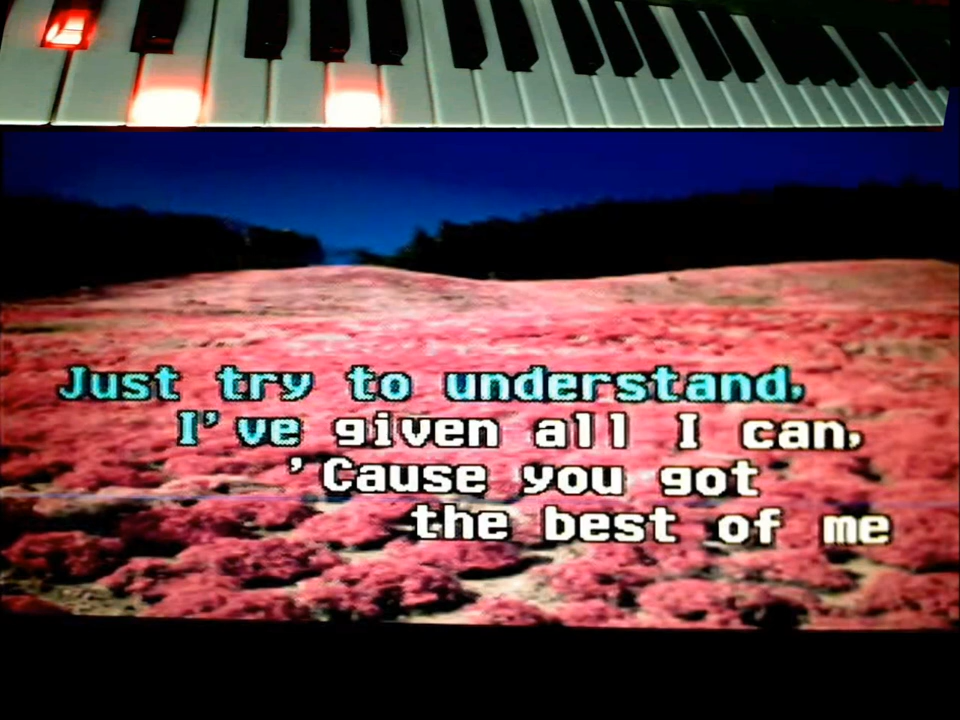 Just try to understand,
I've given all I can,
'Cause you got
the best of me